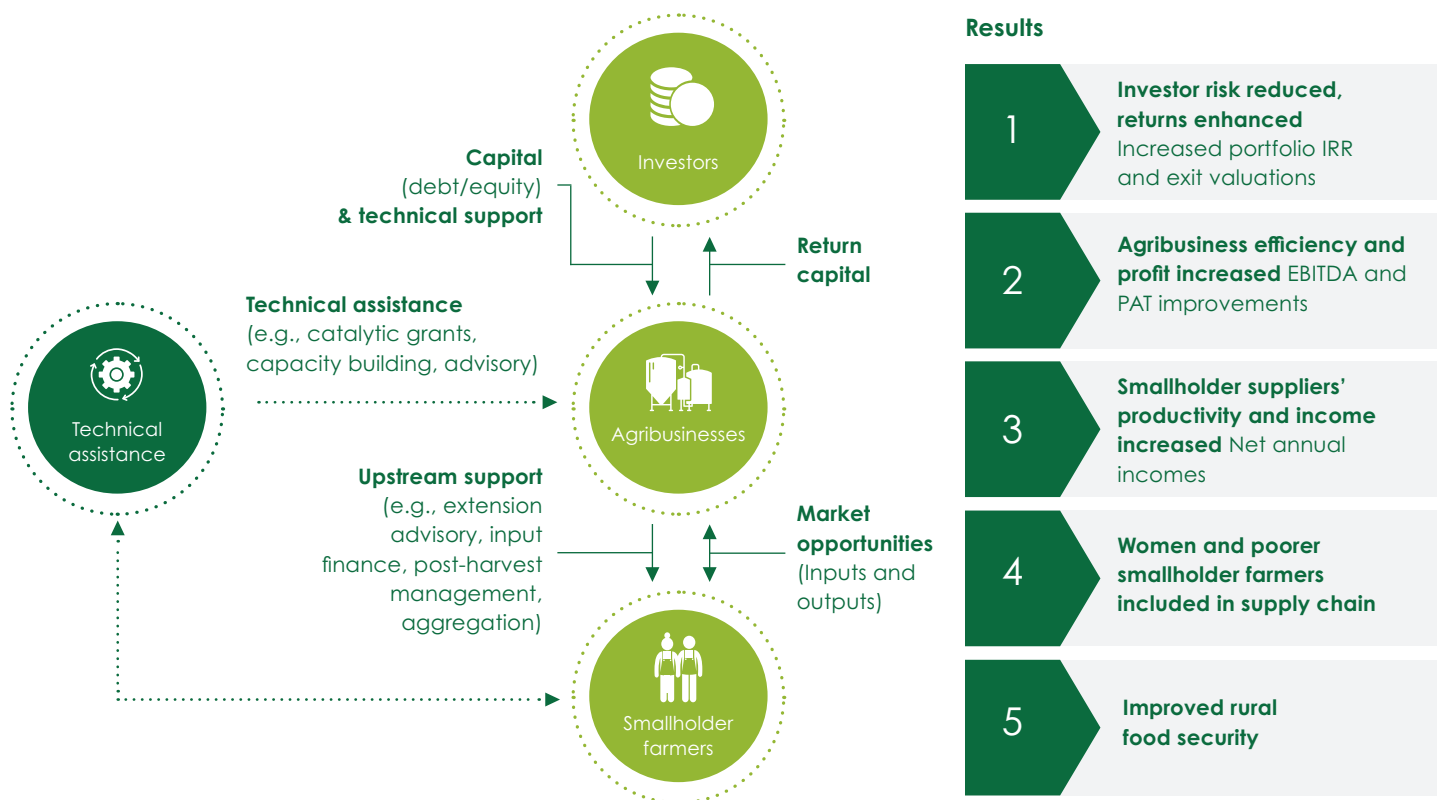 Investors
Capital
(debt/equity)
& technical support
Return
capital
Technical assistance
(e.g., catalytic grants,
capacity building, advisory)
Technical
assistance
Agribusinesses
Upstream support
(e.g., extension
advisory, input
finance, post-harvest
management,
aggregation)
Market
opportunities
(Inputs and
outputs)
Smallholder
farmers
Results
1
Investor risk reduced,
returns enhanced
Increased portfolio IRR
and exit valuations
2
Agribusiness efficiency and
profit increased EBITDA and
PAT improvements
3
Smallholder suppliers’
productivity and income
increased Net annual
incomes
4
Women and poorer
smallholder farmers
included in supply chain
5
Improved rural
food security